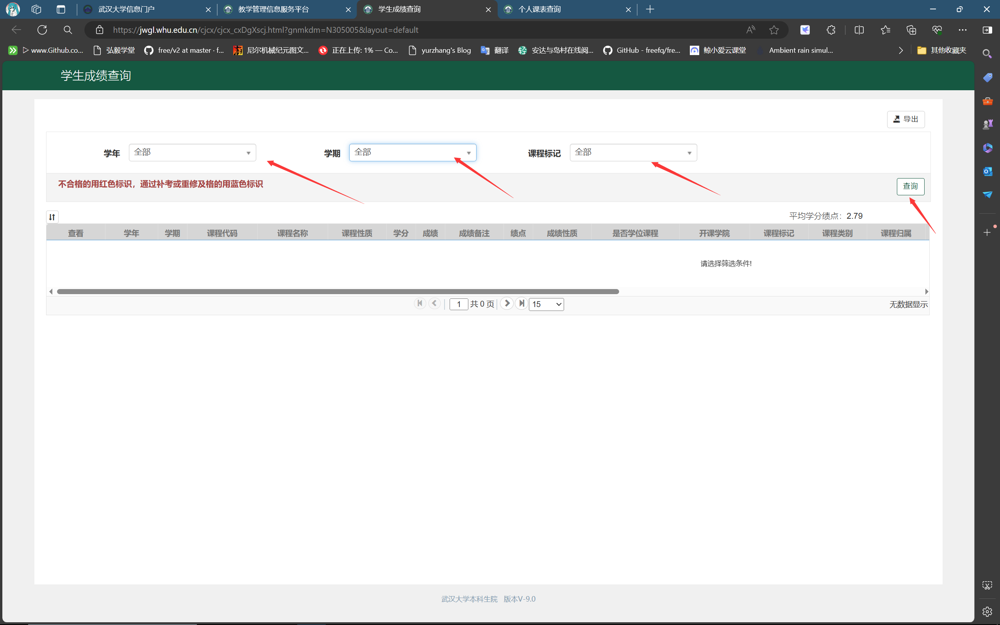 武汉大学信息门户
教学管理信息服务平台
学生成绩查询
个人课表查询
https://jwgl.whu.edu.cn/cjcx/cjcx_cxDgXscj.html?gnmkdm=N305005&layout=default
www.Github.co...
弘毅学堂
free/v2 at master · f...
尼尔机械纪元图文...
正在上传: 1% — Co...
yurzhang's Blog
翻译
安达与岛村在线阅...
GitHub - freefq/fre...
鲸小爱云课堂
Ambient rain simul...
其他收藏夹
学生成绩查询
导出
学年 全部 学期 全部 课程标记 全部
不合格的用红色标识，通过补考或重修及格的用蓝色标识
查询
平均学分绩点：2.79
查看 学年 学期 课程代码 课程名称 课程性质 学分 成绩 成绩备注 绩点 成绩性质 是否学位课程 开课学院 课程标记 课程类别 课程归属
请选择筛选条件!
1 共 0 页 15 无数据显示
武汉大学本科生院 版本V-9.0